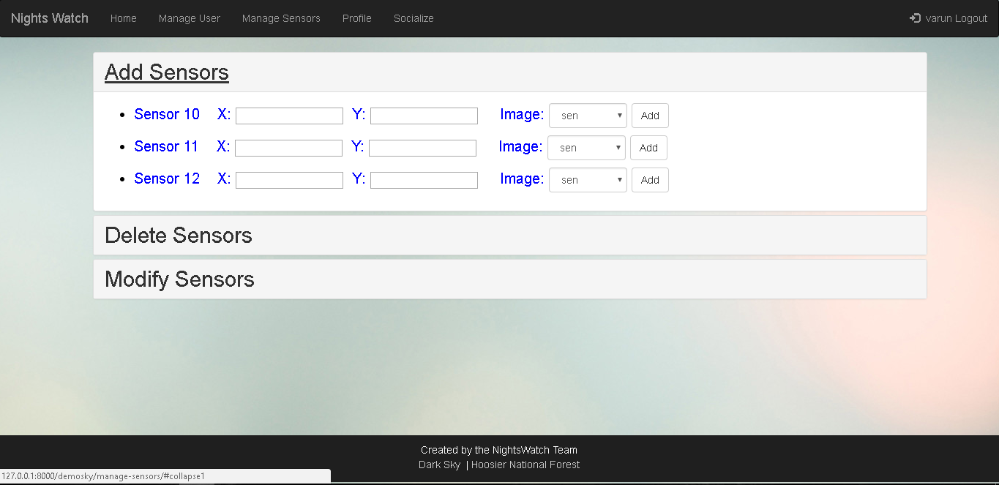 Nights Watch Home Manage User Manage Sensors Profile Socialize varun Logout
Add Sensors
Sensor 10 X: Y: Image: sen Add
Sensor 11 X: Y: Image: sen Add
Sensor 12 X: Y: Image: sen Add
Delete Sensors
Modify Sensors
Created by the NightsWatch Team
Dark Sky | Hoosier National Forest
127.0.0.1:8000/demosky/manage-sensors/#collapse1